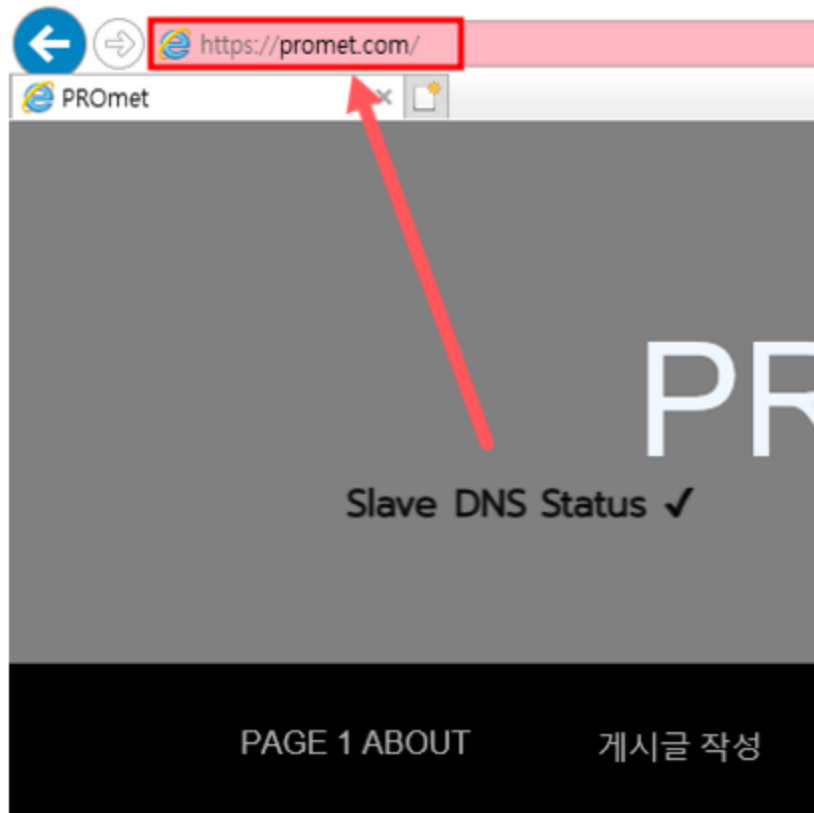 https://promet.com/
PROmet
PR
Slave DNS Status ✓
PAGE 1 ABOUT 게시글 작성